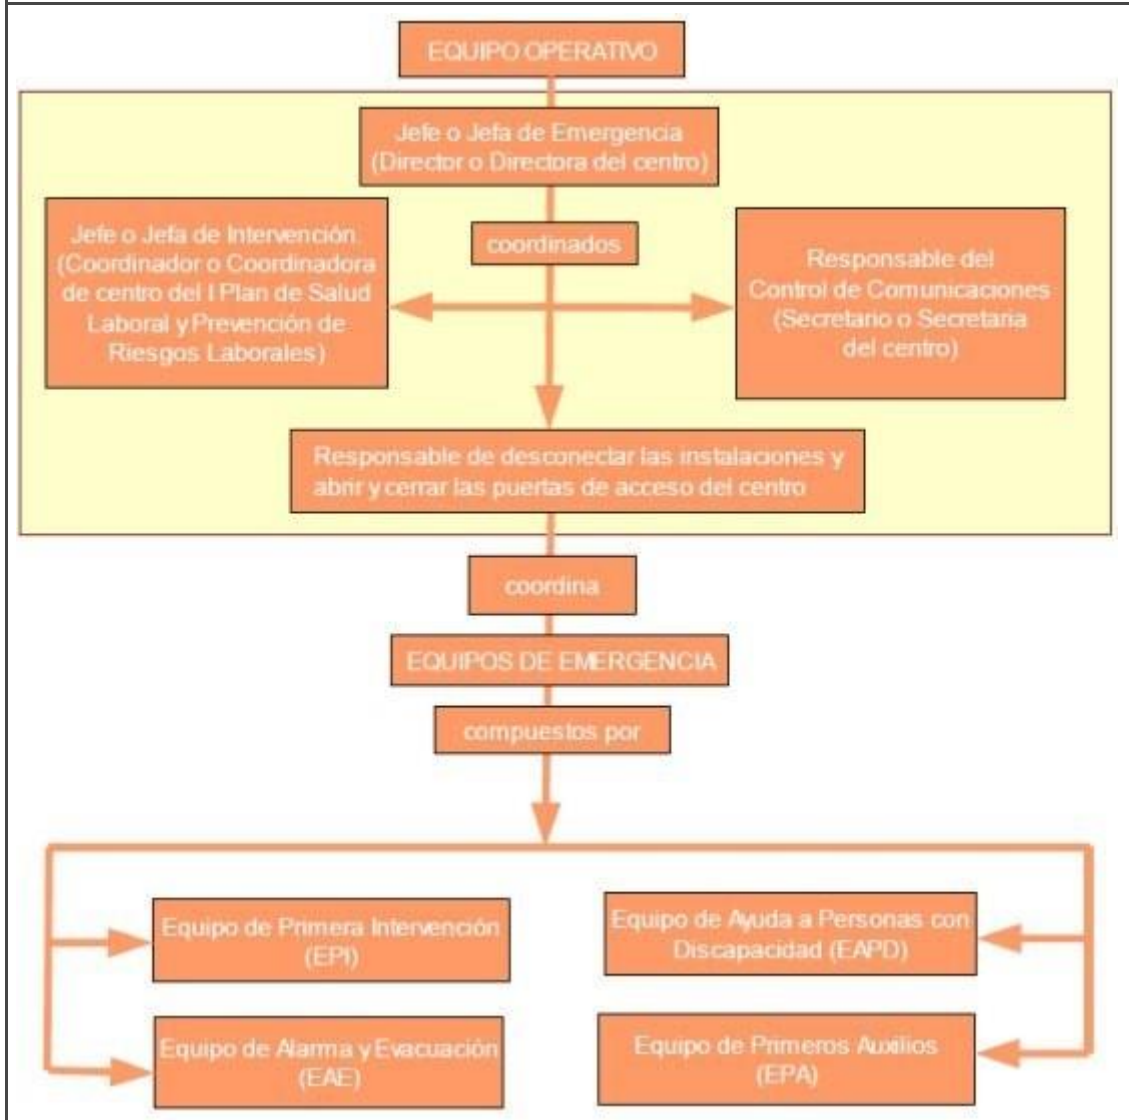 EQUIPO OPERATIVO
Jefe o Jefa de Emergencia
(Director o Directora del centro)
Jefe o Jefa de Intervención.
(Coordinador o Coordinadora
de centro del I Plan de Salud
Laboral y Prevención de
Riesgos Laborales)
coordinados
Responsable del
Control de Comunicaciones
(Secretario o Secretaria
del centro)
Responsable de desconectar las instalaciones y
abrir y cerrar las puertas de acceso del centro
coordina
EQUIPOS DE EMERGENCIA
compuestos por
Equipo de Primera Intervención
(EPI)
Equipo de Ayuda a Personas con
Discapacidad (EAPD)
Equipo de Alarma y Evacuación
(EAE)
Equipo de Primeros Auxilios
(EPA)